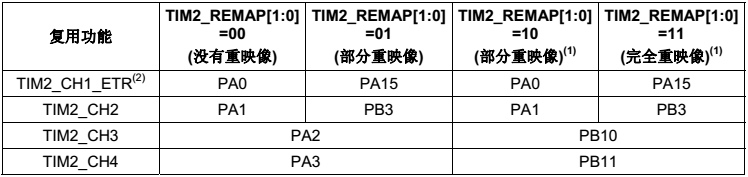 复用功能 TIM2_REMAP[1:0] =00 (没有重映像) TIM2_REMAP[1:0] =01 (部分重映像) TIM2_REMAP[1:0] =10 (部分重映像)(1) TIM2_REMAP[1:0] =11 (完全重映像)(1)
TIM2_CH1_ETR(2) PA0 PA15 PA0 PA15
TIM2_CH2 PA1 PB3 PA1 PB3
TIM2_CH3 PA2 PB10
TIM2_CH4 PA3 PB11